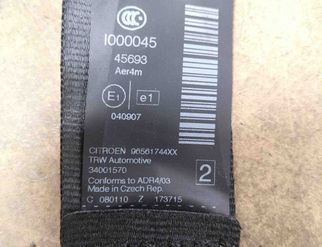 CCC
I000045
45693
Aer4m
E1 e1
040907
CITROEN 96561744XX
TRW Automotive
34001570
Conforms to ADR4/03
Made in Czech Rep.
2
C 080110 Z 173715